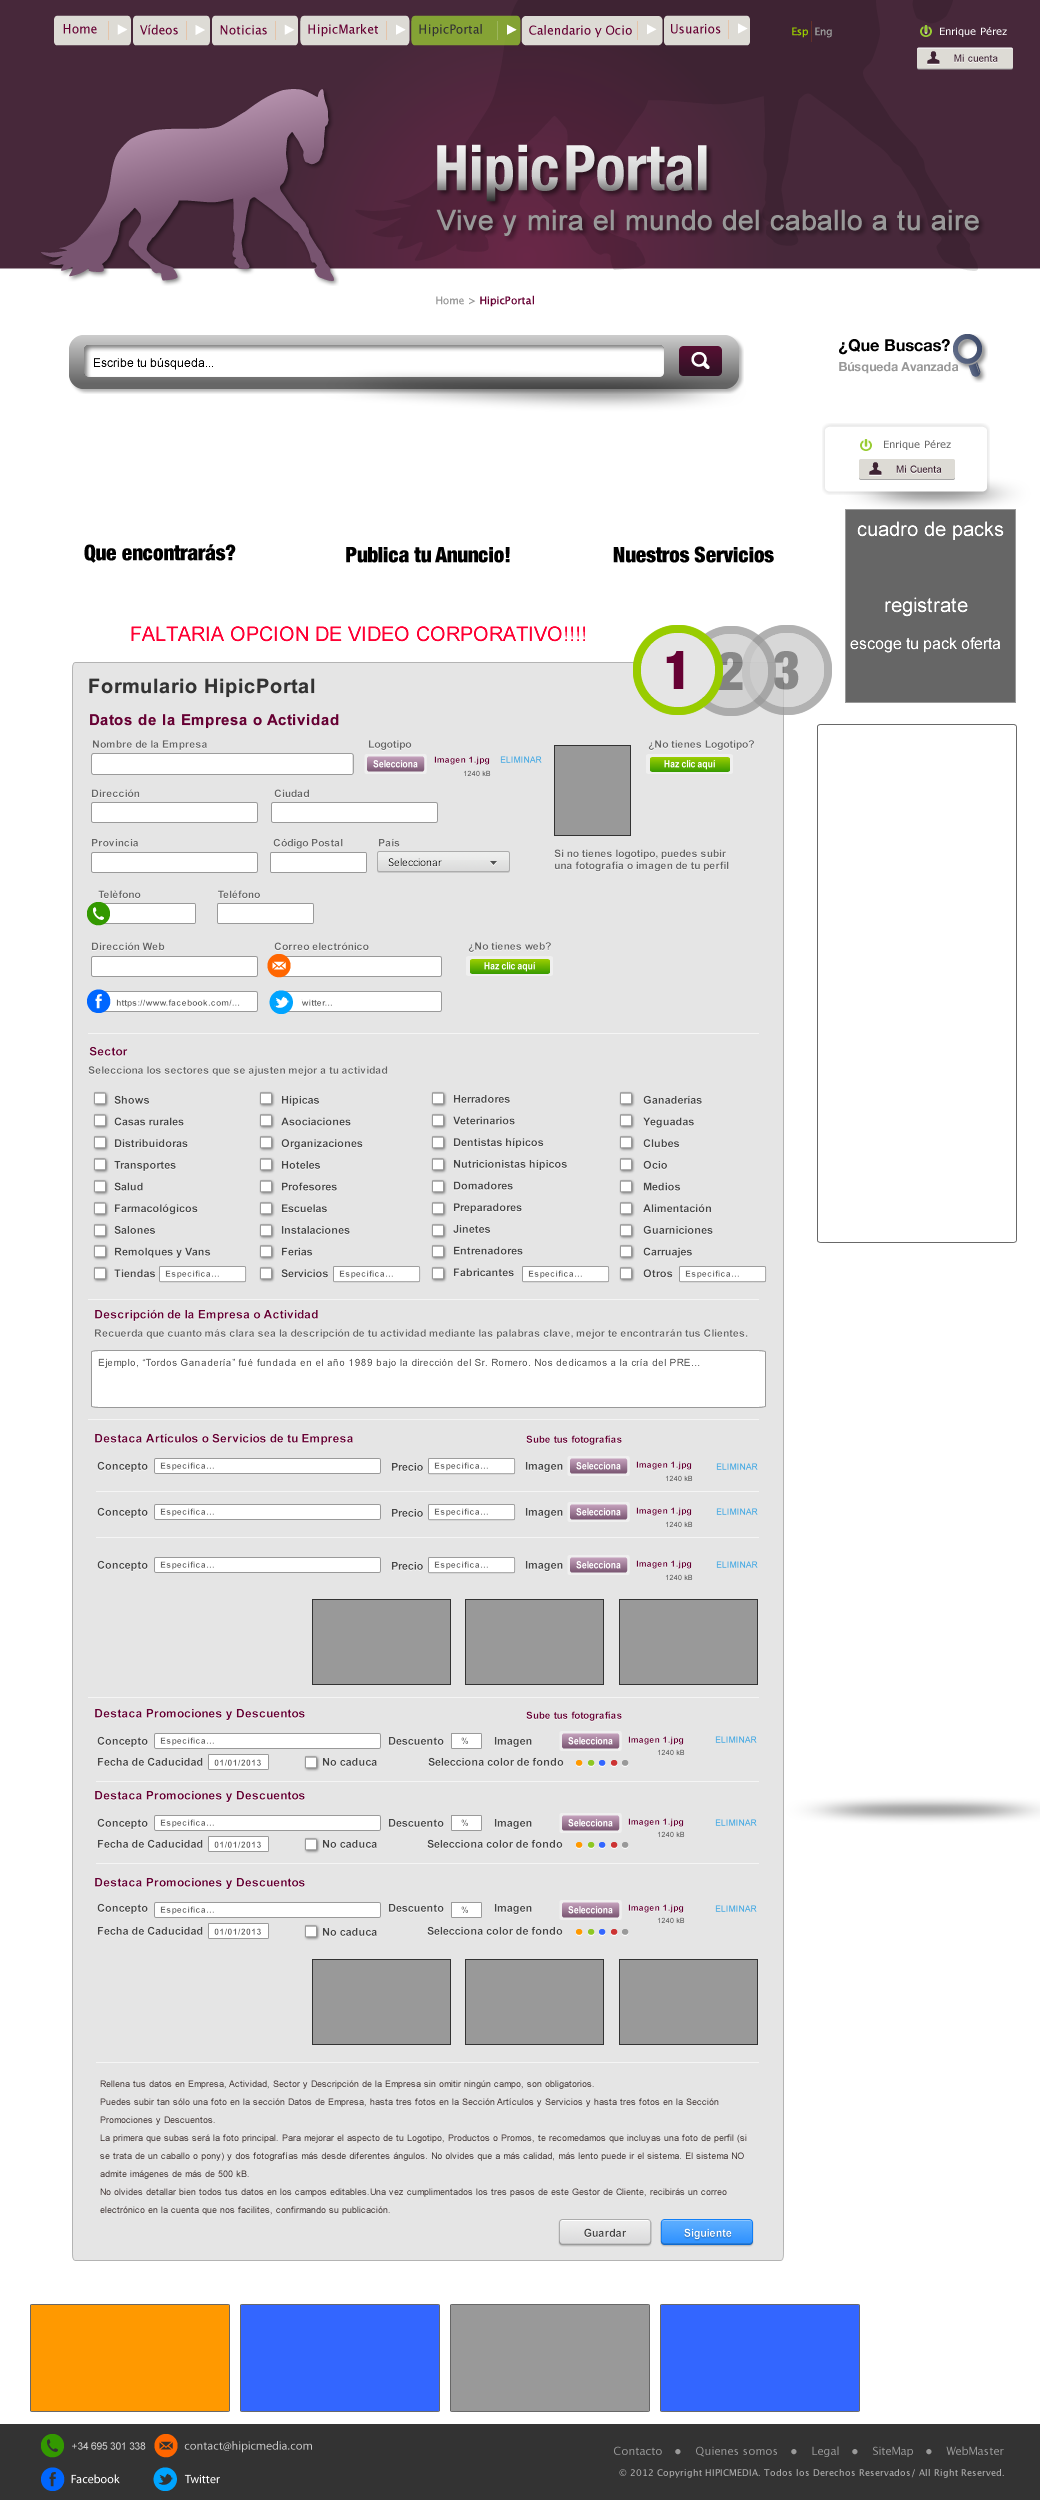 Home Vídeos Noticias HipicMarket HipicPortal Calendario y Ocio Usuarios
Esp Eng
Enrique Pérez
Mi cuenta
HipicPortal
Vive y mira el mundo del caballo a tu aire
Home > HipicPortal
Escribe tu búsqueda...
¿Que Buscas?
Búsqueda Avanzada
Enrique Pérez
Mi Cuenta
cuadro de packs
registrate
escoge tu pack oferta
Que encontrarás? Publica tu Anuncio! Nuestros Servicios
FALTARIA OPCION DE VIDEO CORPORATIVO!!!!
1 2 3
Formulario HipicPortal
Datos de la Empresa o Actividad
Nombre de la Empresa Logotipo ¿No tienes Logotipo?
Selecciona Imagen 1.jpg ELIMINAR Haz clic aquí
1240 kB
Dirección Ciudad
Provincia Código Postal País
Seleccionar
Si no tienes logotipo, puedes subir
una fotografía o imagen de tu perfil
Teléfono Teléfono
Dirección Web Correo electrónico ¿No tienes web?
Haz clic aquí
https://www.facebook.com/... witter...
Sector
Selecciona los sectores que se ajusten mejor a tu actividad
Shows Hípicas Herradores Ganaderías
Casas rurales Asociaciones Veterinarios Yeguadas
Distribuidoras Organizaciones Dentistas hípicos Clubes
Transportes Hoteles Nutricionistas hípicos Ocio
Salud Profesores Domadores Medios
Farmacológicos Escuelas Preparadores Alimentación
Salones Instalaciones Jinetes Guarniciones
Remolques y Vans Ferias Entrenadores Carruajes
Tiendas Especifica... Servicios Especifica... Fabricantes Especifica... Otros Especifica...
Descripción de la Empresa o Actividad
Recuerda que cuanto más clara sea la descripción de tu actividad mediante las palabras clave, mejor te encontrarán tus Clientes.
Ejemplo, “Tordos Ganadería” fué fundada en el año 1989 bajo la dirección del Sr. Romero. Nos dedicamos a la cría del PRE...
Destaca Artículos o Servicios de tu Empresa Sube tus fotografías
Concepto Especifica... Precio Especifica... Imagen Selecciona Imagen 1.jpg ELIMINAR
1240 kB
Concepto Especifica... Precio Especifica... Imagen Selecciona Imagen 1.jpg ELIMINAR
1240 kB
Concepto Especifica... Precio Especifica... Imagen Selecciona Imagen 1.jpg ELIMINAR
1240 kB
Destaca Promociones y Descuentos Sube tus fotografías
Concepto Especifica... Descuento % Imagen Selecciona Imagen 1.jpg ELIMINAR
1240 kB
Fecha de Caducidad 01/01/2013 No caduca Selecciona color de fondo
Destaca Promociones y Descuentos
Concepto Especifica... Descuento % Imagen Selecciona Imagen 1.jpg ELIMINAR
1240 kB
Fecha de Caducidad 01/01/2013 No caduca Selecciona color de fondo
Destaca Promociones y Descuentos
Concepto Especifica... Descuento % Imagen Selecciona Imagen 1.jpg ELIMINAR
1240 kB
Fecha de Caducidad 01/01/2013 No caduca Selecciona color de fondo
Rellena tus datos en Empresa, Actividad, Sector y Descripción de la Empresa sin omitir ningún campo, son obligatorios.
Puedes subir tan sólo una foto en la sección Datos de Empresa, hasta tres fotos en la Sección Artículos y Servicios y hasta tres fotos en la Sección
Promociones y Descuentos.
La primera que subas será la foto principal. Para mejorar el aspecto de tu Logotipo, Productos o Promos, te recomedamos que incluyas una foto de perfil (si
se trata de un caballo o pony) y dos fotografías más desde diferentes ángulos. No olvides que a más calidad, más lento puede ir el sistema. El sistema NO
admite imágenes de más de 500 kB.
No olvides detallar bien todos tus datos en los campos editables.Una vez cumplimentados los tres pasos de este Gestor de Cliente, recibirás un correo
electrónico en la cuenta que nos facilites, confirmando su publicación.
Guardar Siguiente
+34 695 301 338 contact@hipicmedia.com
Facebook Twitter
Contacto • Quienes somos • Legal • SiteMap • WebMaster
© 2012 Copyright HIPICMEDIA. Todos los Derechos Reservados/ All Right Reserved.